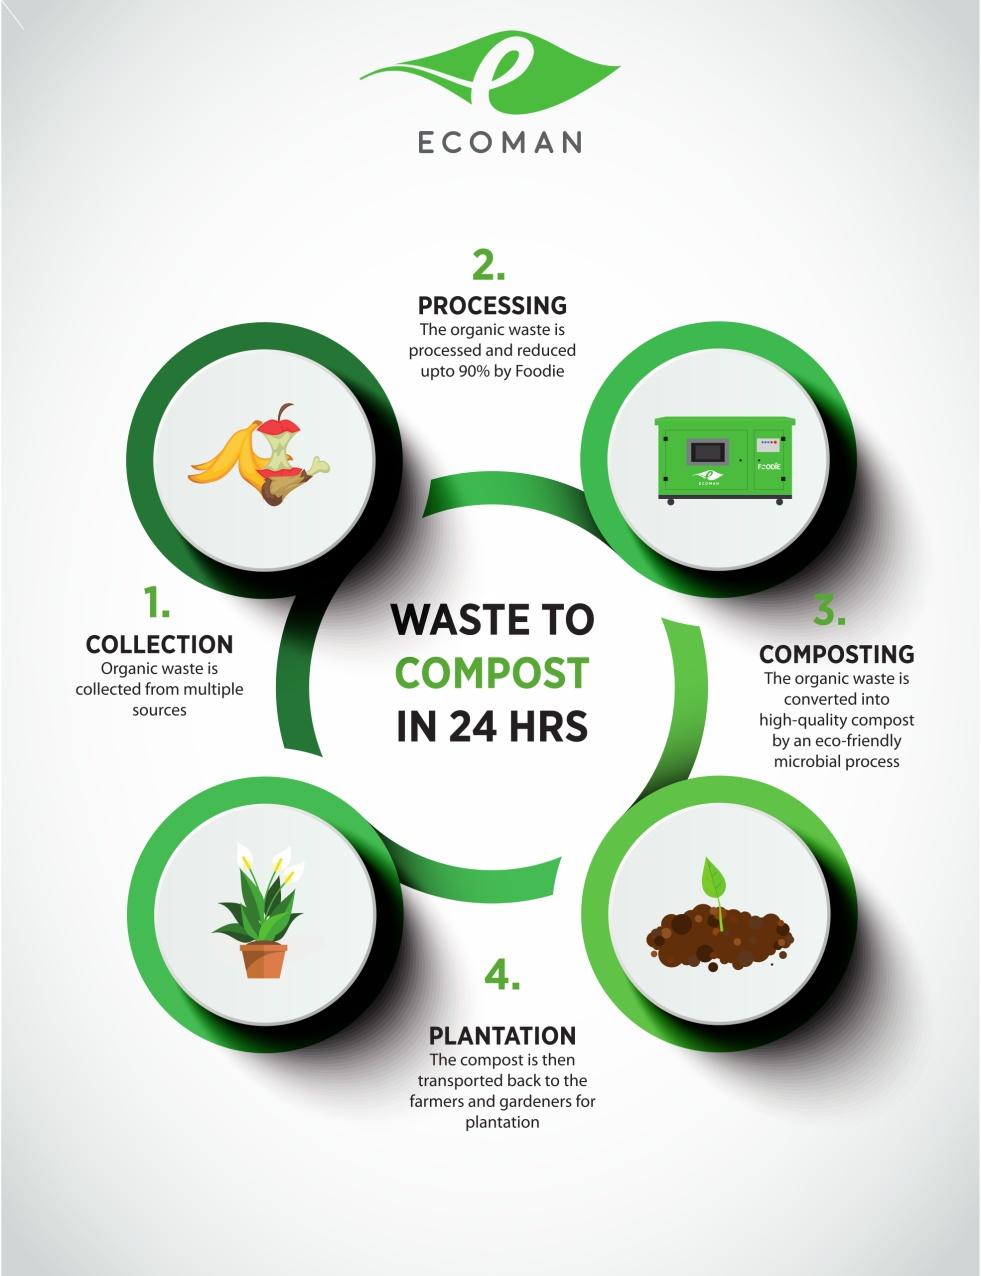 ECOMAN
2.
PROCESSING
The organic waste is
processed and reduced
upto 90% by Foodie
ECOMAN
FOODIE
1.
COLLECTION
Organic waste is
collected from multiple
sources
WASTE TO
COMPOST
IN 24 HRS
3.
COMPOSTING
The organic waste is
converted into
high-quality compost
by an eco-friendly
microbial process
4.
PLANTATION
The compost is then
transported back to the
farmers and gardeners for
plantation